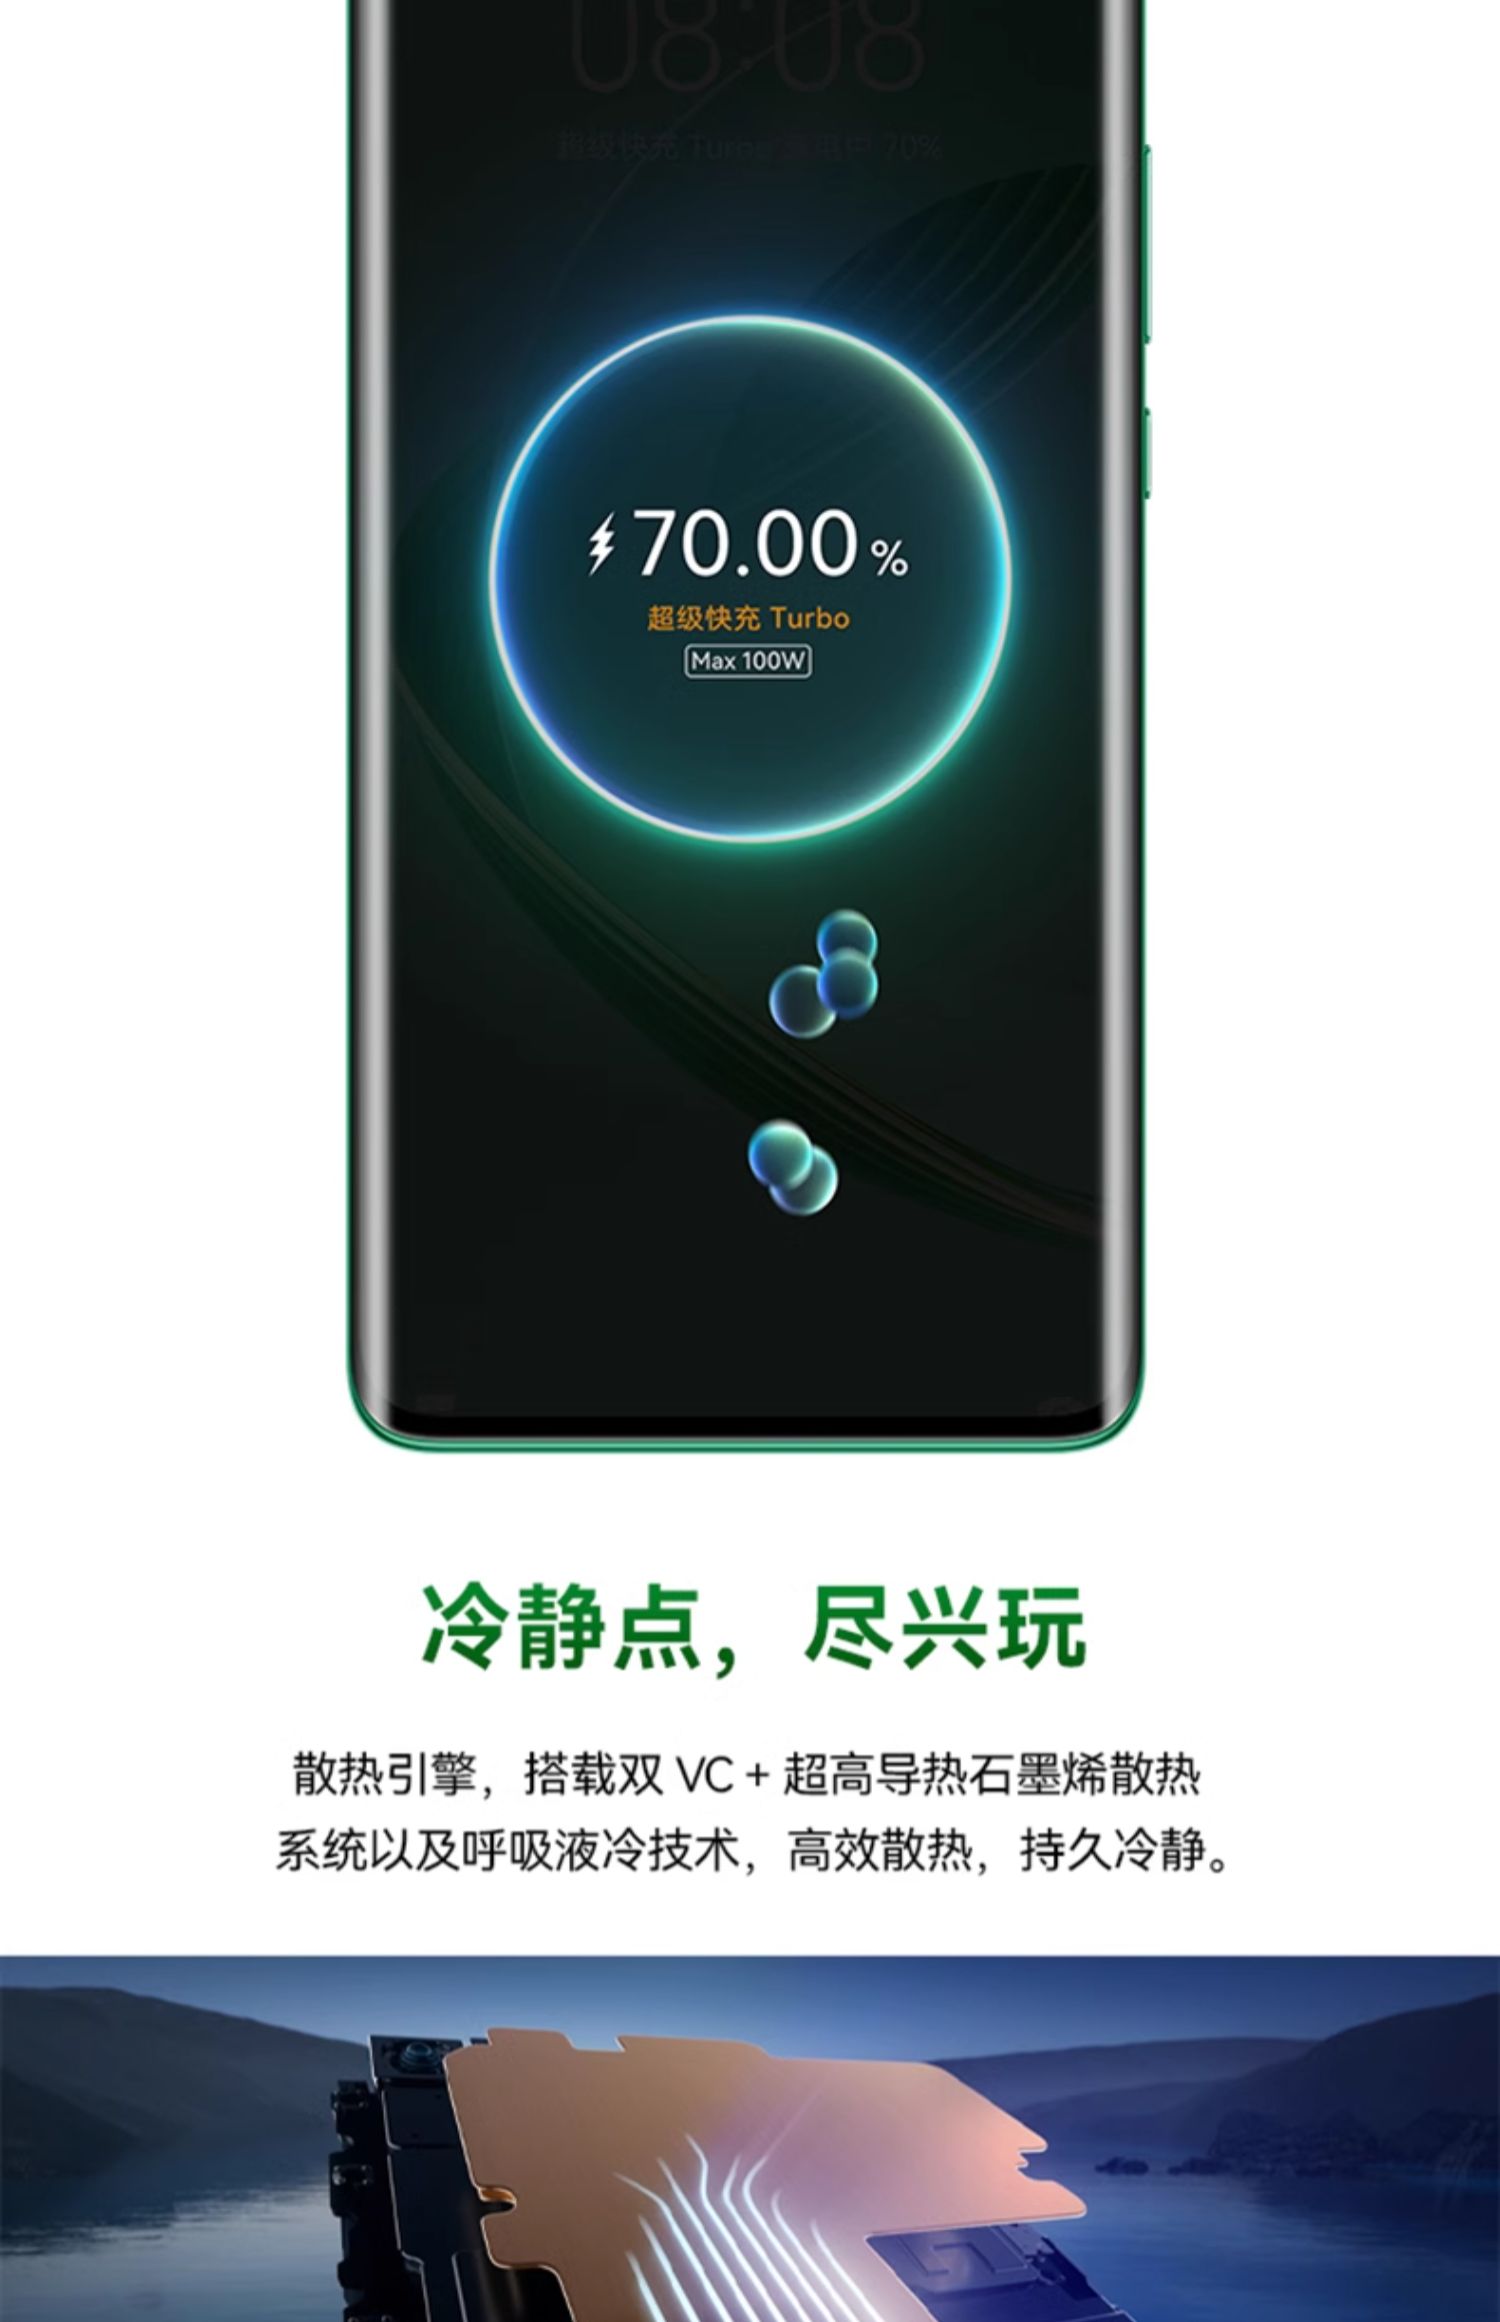 08:08
超级快充 Turbo 充电中 70%
70.00%
超级快充 Turbo
Max 100W
冷静点，尽兴玩
散热引擎，搭载双 VC + 超高导热石墨烯散热
系统以及呼吸液冷技术，高效散热，持久冷静。